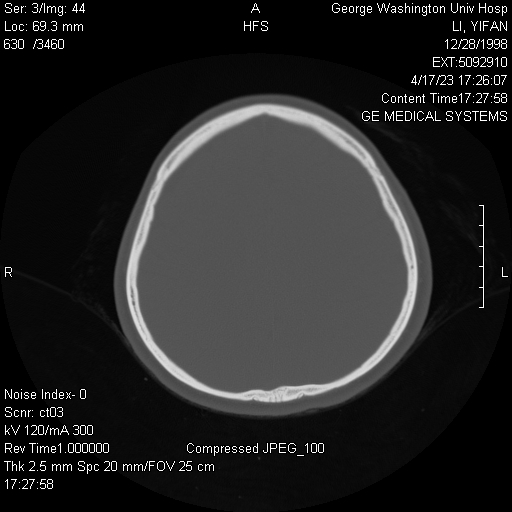 Ser: 3/Img: 44
Loc: 69.3 mm
630 /3460
A
HFS
George Washington Univ Hosp
LI, YIFAN
12/28/1998
EXT:5092910
4/17/23 17:26:07
Content Time17:27:58
GE MEDICAL SYSTEMS
R
L
Noise Index- 0
Scnr: ct03
kV 120/mA 300
Rev Time1.000000
Compressed JPEG_100
Thk 2.5 mm Spc 20 mm/FOV 25 cm
17:27:58